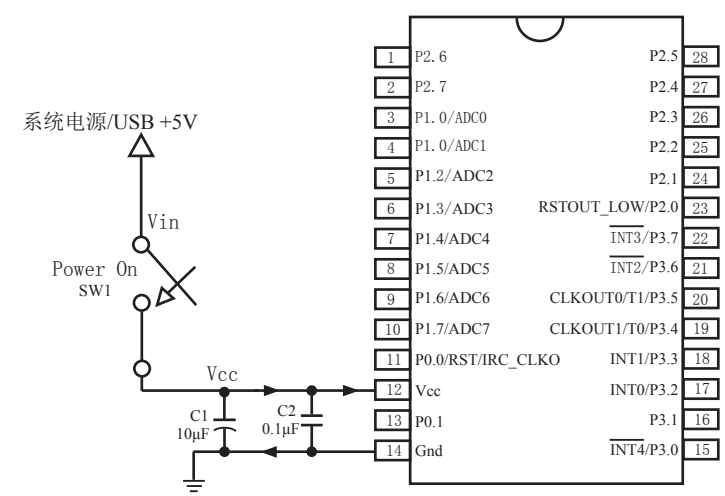 系统电源/USB +5V
Vin
Power On
SW1
Vcc
C1
10μF
C2
0.1μF
1 P2.6
2 P2.7
3 P1.0/ADC0
4 P1.0/ADC1
5 P1.2/ADC2
6 P1.3/ADC3
7 P1.4/ADC4
8 P1.5/ADC5
9 P1.6/ADC6
10 P1.7/ADC7
11 P0.0/RST/IRC_CLKO
12 Vcc
13 P0.1
14 Gnd
P2.5 28
P2.4 27
P2.3 26
P2.2 25
P2.1 24
RSTOUT_LOW/P2.0 23
INT3/P3.7 22
INT2/P3.6 21
CLKOUT0/T1/P3.5 20
CLKOUT1/T0/P3.4 19
INT1/P3.3 18
INT0/P3.2 17
P3.1 16
INT4/P3.0 15